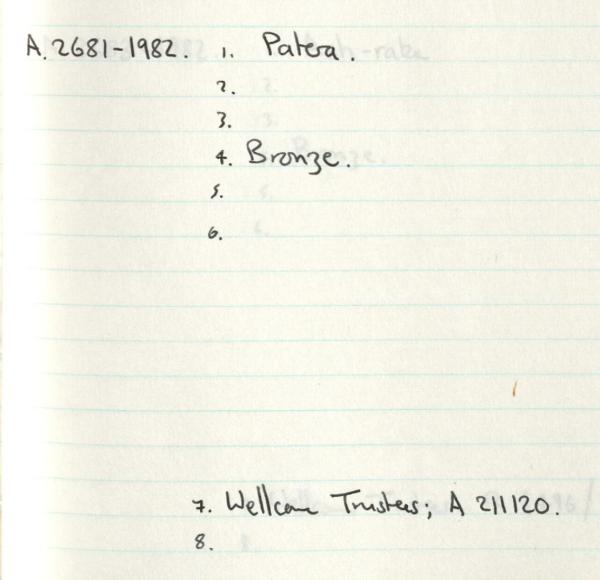 A. 2681-1982. 1. Patera.
2.
3.
4. Bronze.
5.
6.
7. Wellcome Trustees; A 211120.
8.